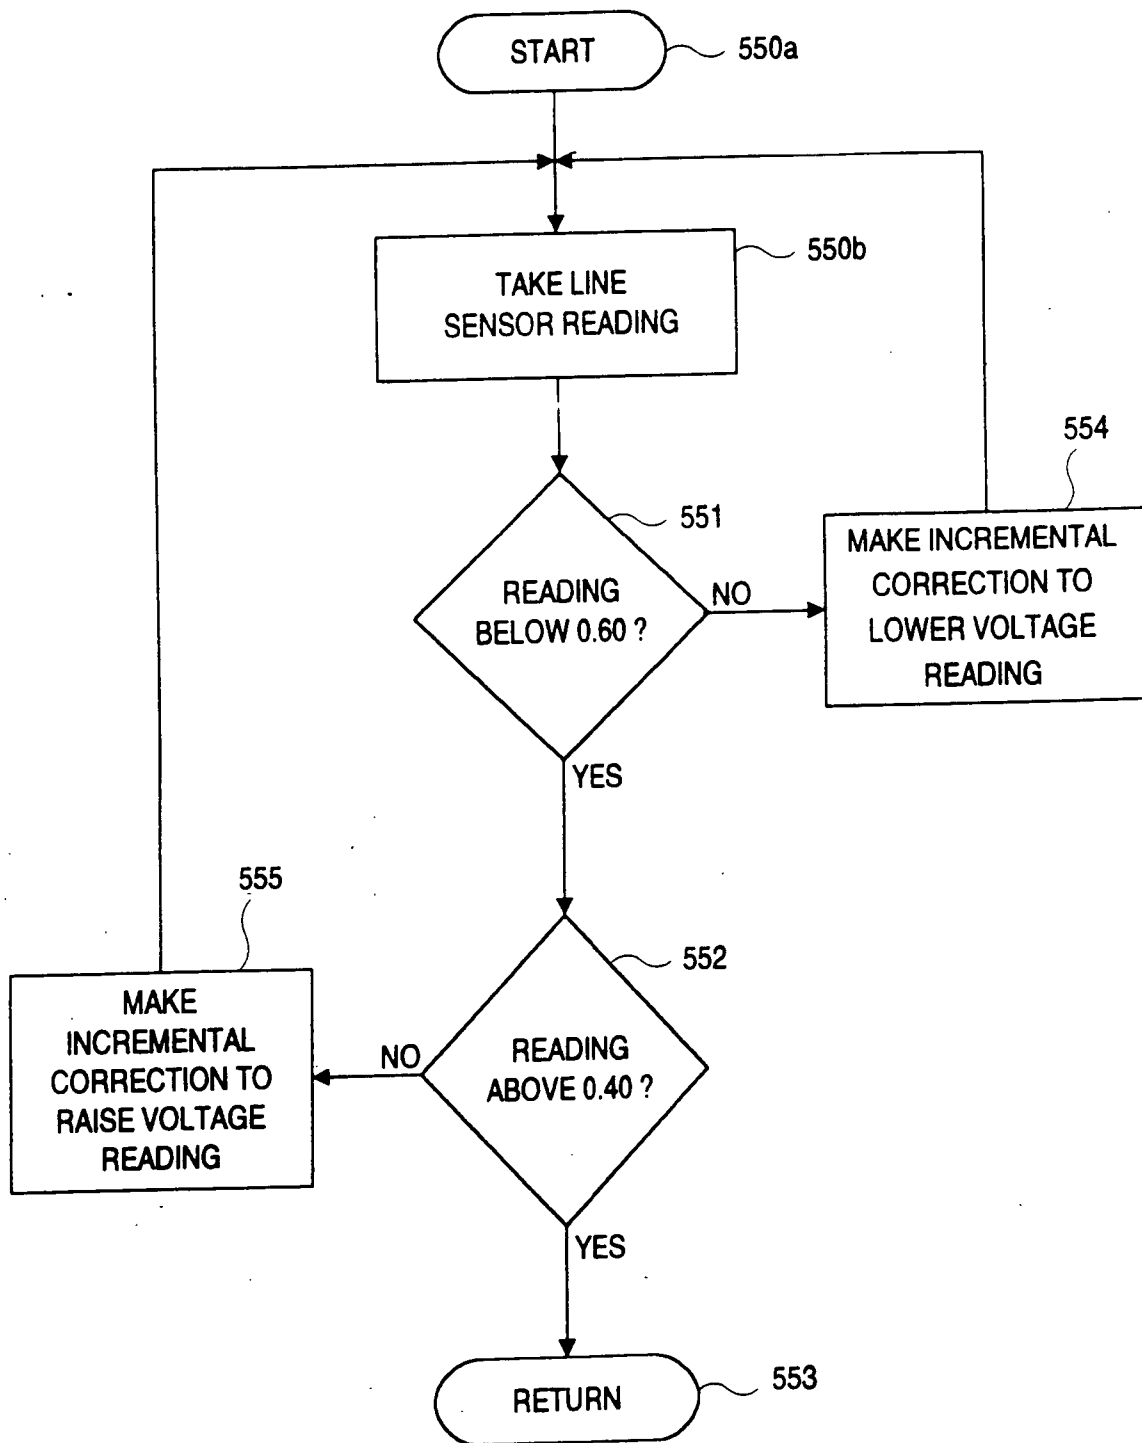 START
550a
TAKE LINE
SENSOR READING
550b
551
READING
BELOW 0.60 ?
NO
YES
554
MAKE INCREMENTAL
CORRECTION TO
LOWER VOLTAGE
READING
552
READING
ABOVE 0.40 ?
NO
YES
555
MAKE
INCREMENTAL
CORRECTION TO
RAISE VOLTAGE
READING
RETURN
553